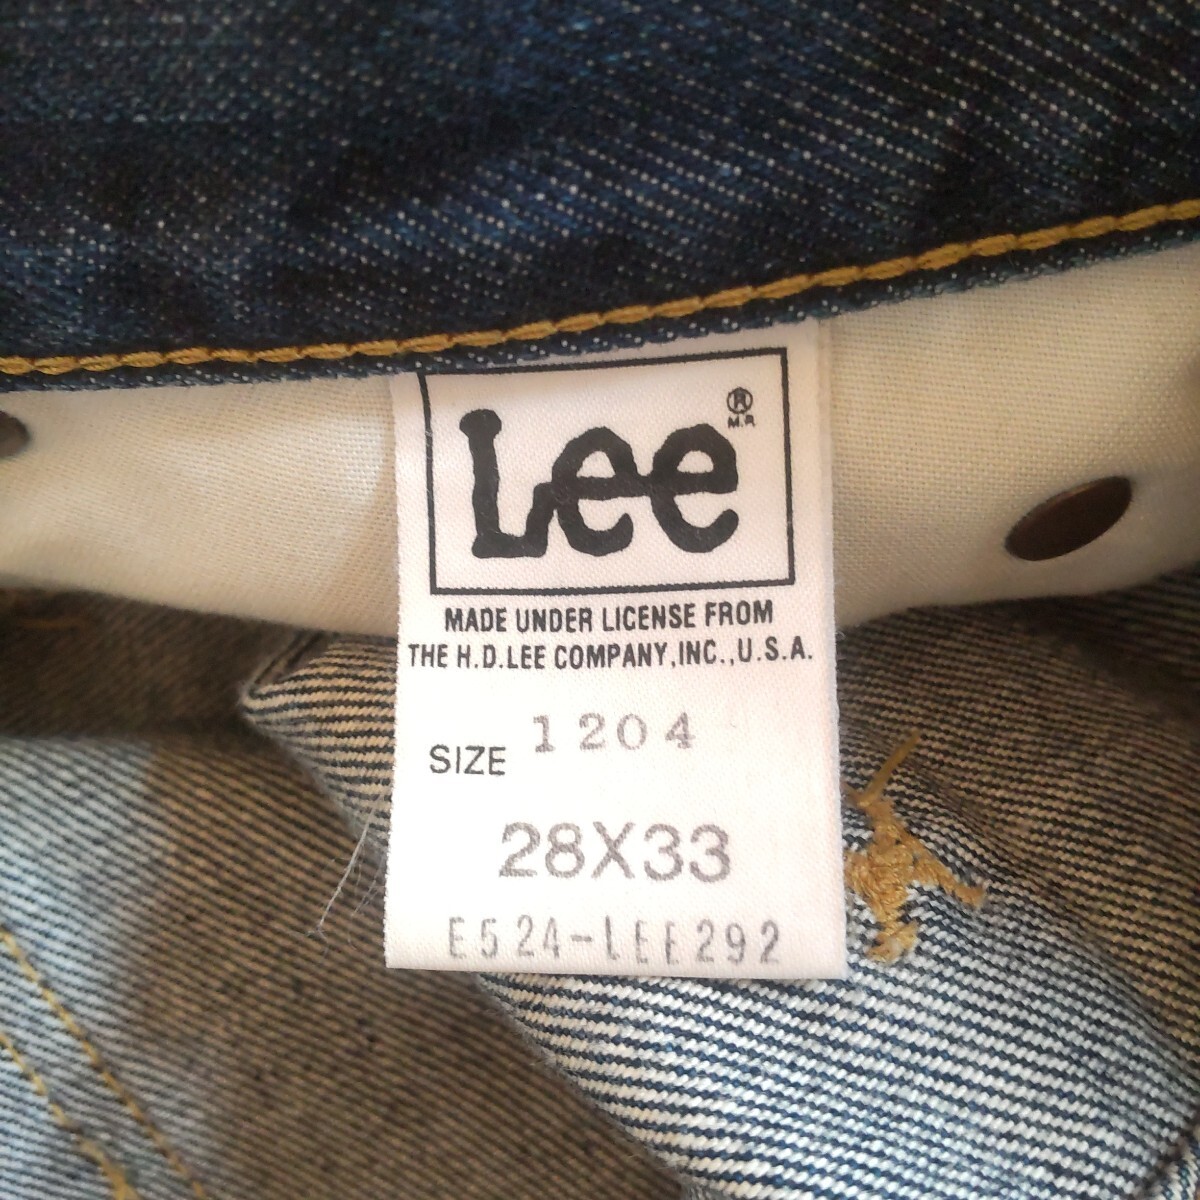 Lee®
M.R.
MADE UNDER LICENSE FROM
THE H.D.LEE COMPANY,INC.,U.S.A.
SIZE 1204
28X33
E524-LEE292